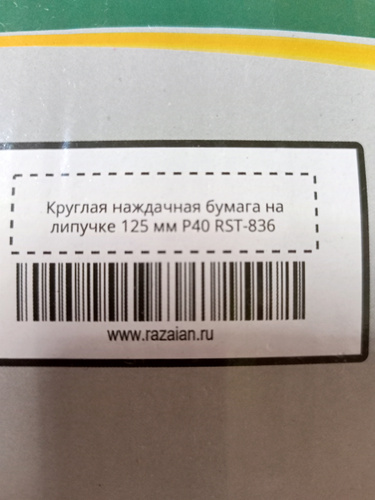 Круглая наждачная бумага на
липучке 125 мм P40 RST-836
www.razaian.ru